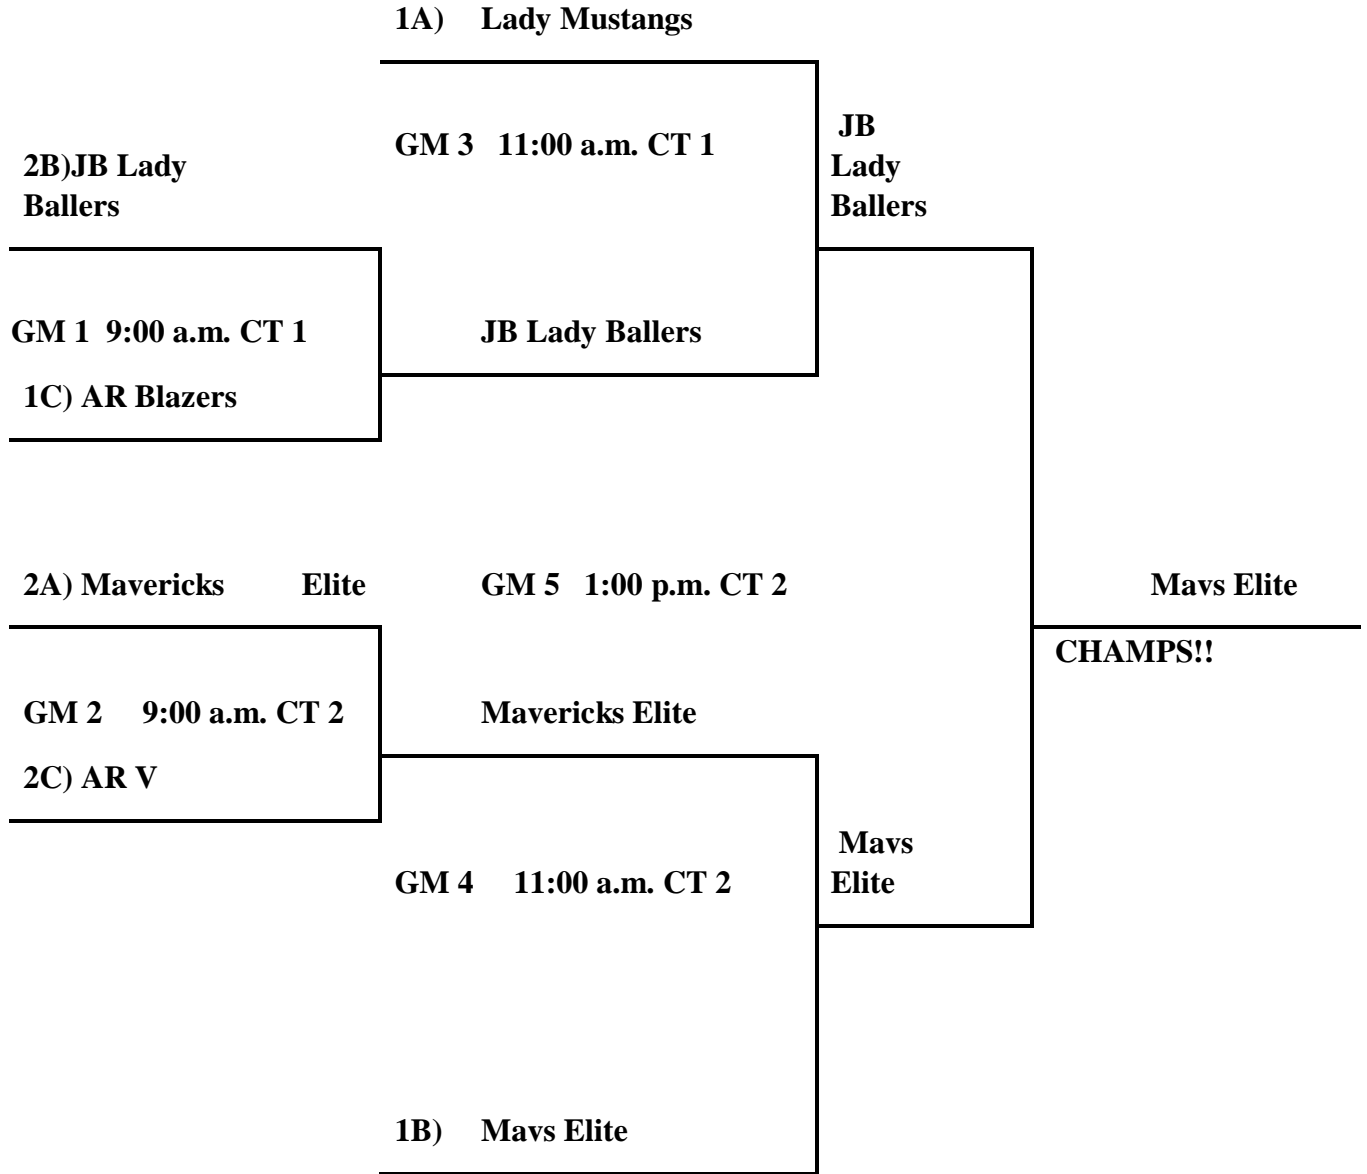 1A) Lady Mustangs
GM 3 11:00 a.m. CT 1
JB
Lady
Ballers
2B)JB Lady
Ballers
GM 1 9:00 a.m. CT 1
JB Lady Ballers
1C) AR Blazers
2A) Mavericks Elite
GM 5 1:00 p.m. CT 2
Mavs Elite
CHAMPS!!
GM 2 9:00 a.m. CT 2
Mavericks Elite
2C) AR V
Mavs
Elite
GM 4 11:00 a.m. CT 2
1B) Mavs Elite